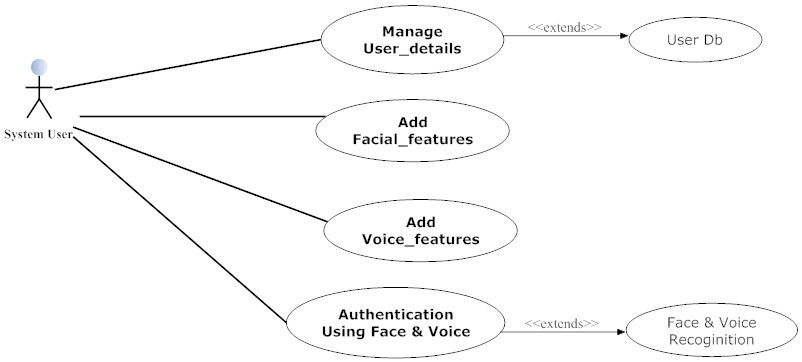 Manage
User_details
<<extends>>
User Db
System User
Add
Facial_features
Add
Voice_features
Authentication
Using Face & Voice
<<extends>>
Face & Voice
Recoginition